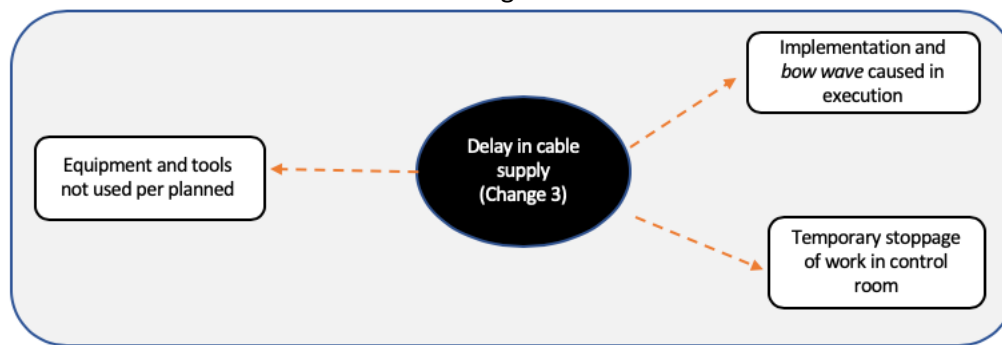 Implementation and
bow wave caused in
execution
Delay in cable
supply
(Change 3)
Equipment and tools
not used per planned
Temporary stoppage
of work in control
room